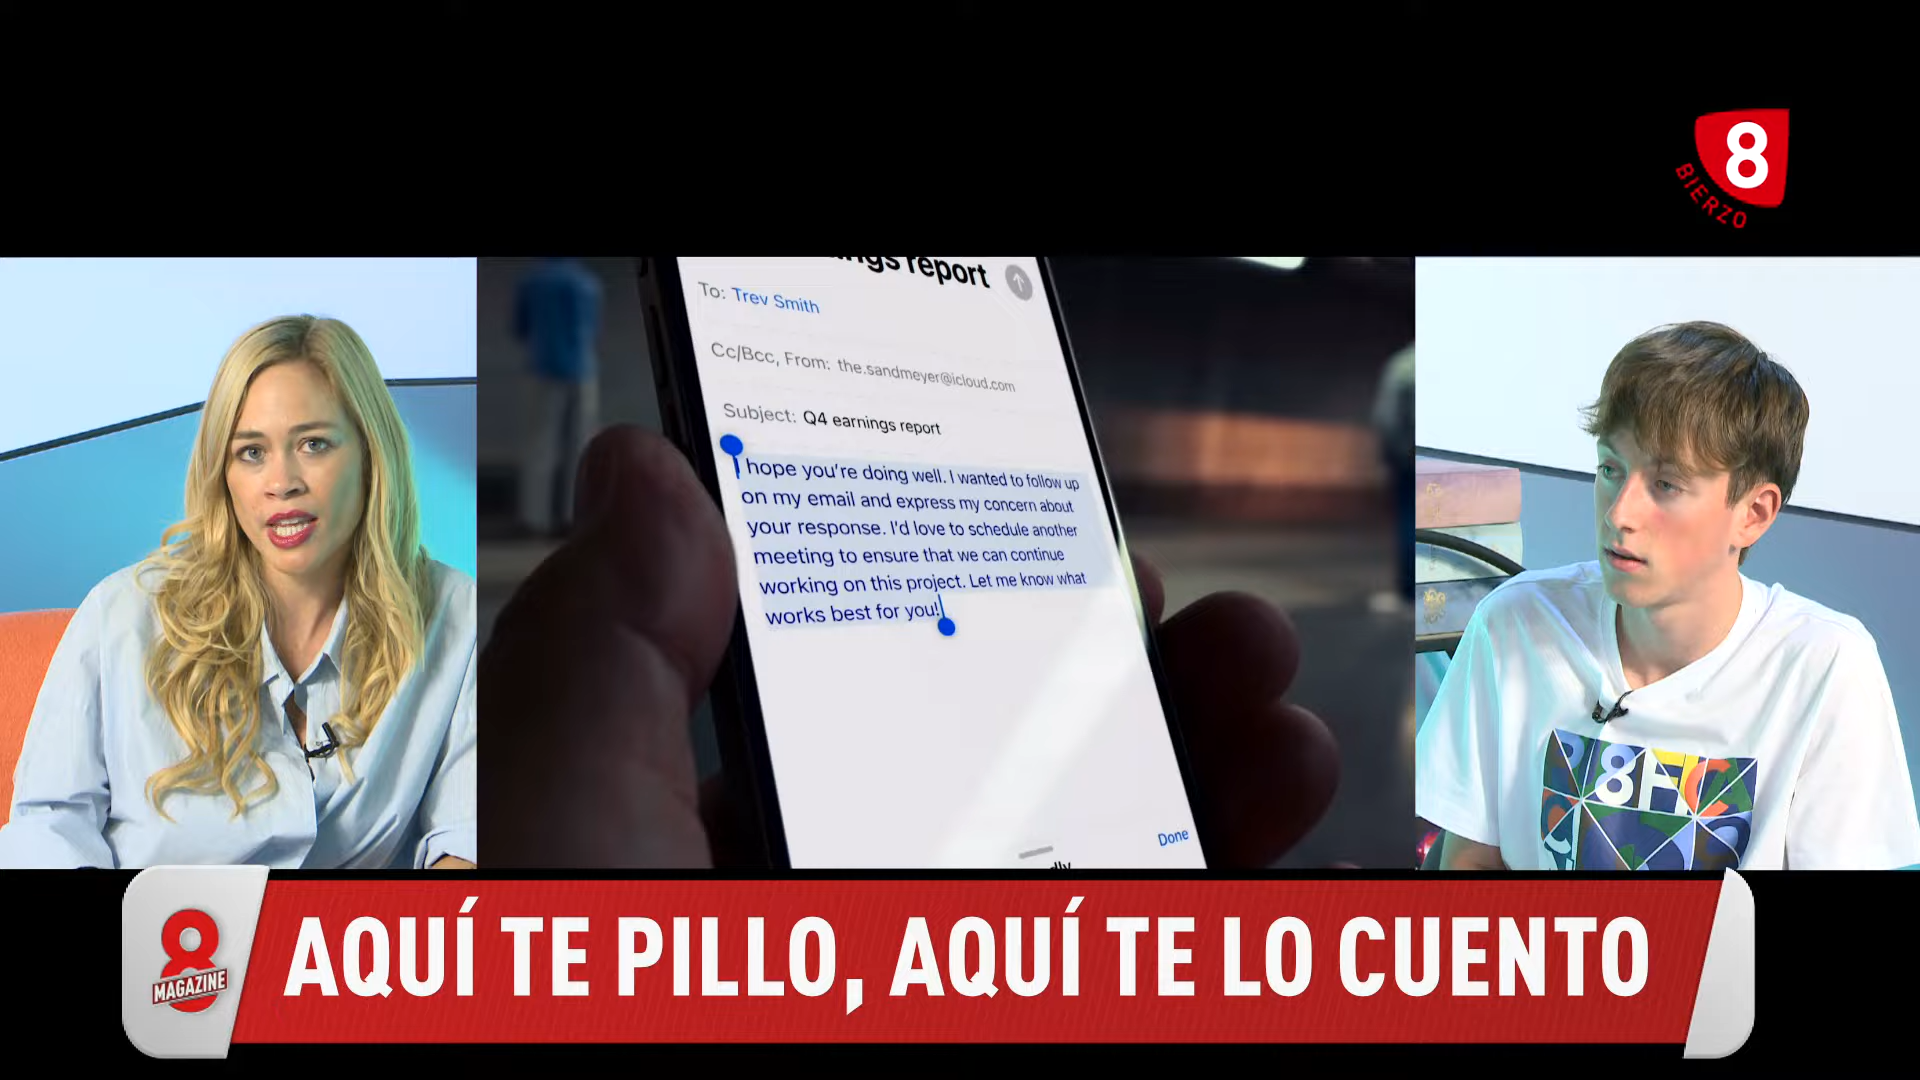 8
BIERZO
ngs report
To: Trev Smith
Cc/Bcc, From: the.sandmeyer@icloud.com
Subject: Q4 earnings report
I hope you're doing well. I wanted to follow up
on my email and express my concern about
your response. I'd love to schedule another
meeting to ensure that we can continue
working on this project. Let me know what
works best for you!
Done
dly
8FC
8
MAGAZINE
AQUÍ TE PILLO, AQUÍ TE LO CUENTO